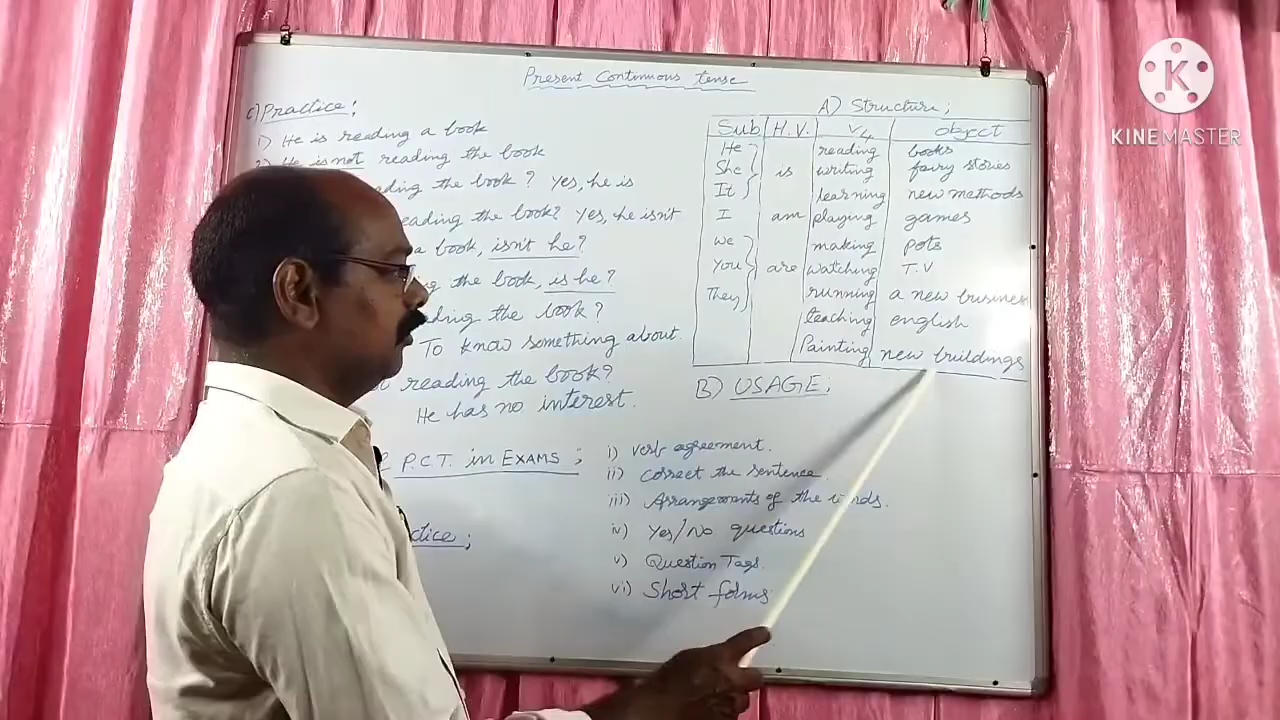 Present Continuous tense
C) Practice;
1) He is reading a book
2) He is not reading the book
reading the book? Yes, he is
reading the book? Yes, he isn't
a book, isn't he?
the book, is he?
reading the book?
To know something about.
reading the book?
He has no interest.
P.C.T. in EXAMS;
A) Structure;
Sub H.V. V4 object
He reading books
She is writing fairy stories
It learning new methods
I am playing games
We making pots
You are watching T.V
They running a new business
teaching english
Painting new buildings
B) USAGE;
i) verb agreement.
ii) Correct the sentence.
iii) Arrangements of the words.
iv) Yes/No questions
v) Question Tags.
vi) Short forms
KINEMASTER